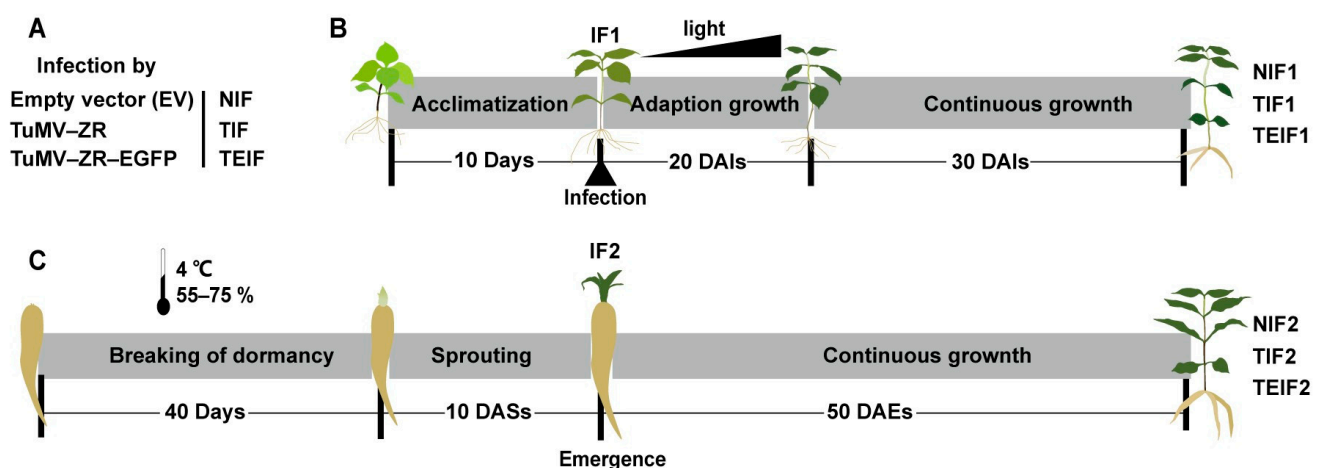 A
Infection by
Empty vector (EV) NIF
TuMV–ZR TIF
TuMV–ZR–EGFP TEIF
B
IF1
light
Acclimatization
Adaption growth
Continuous grownth
NIF1
TIF1
TEIF1
10 Days
20 DAIs
30 DAIs
Infection
C
4 ℃
55–75 %
IF2
Breaking of dormancy
Sprouting
Continuous grownth
NIF2
TIF2
TEIF2
40 Days
10 DASs
50 DAEs
Emergence